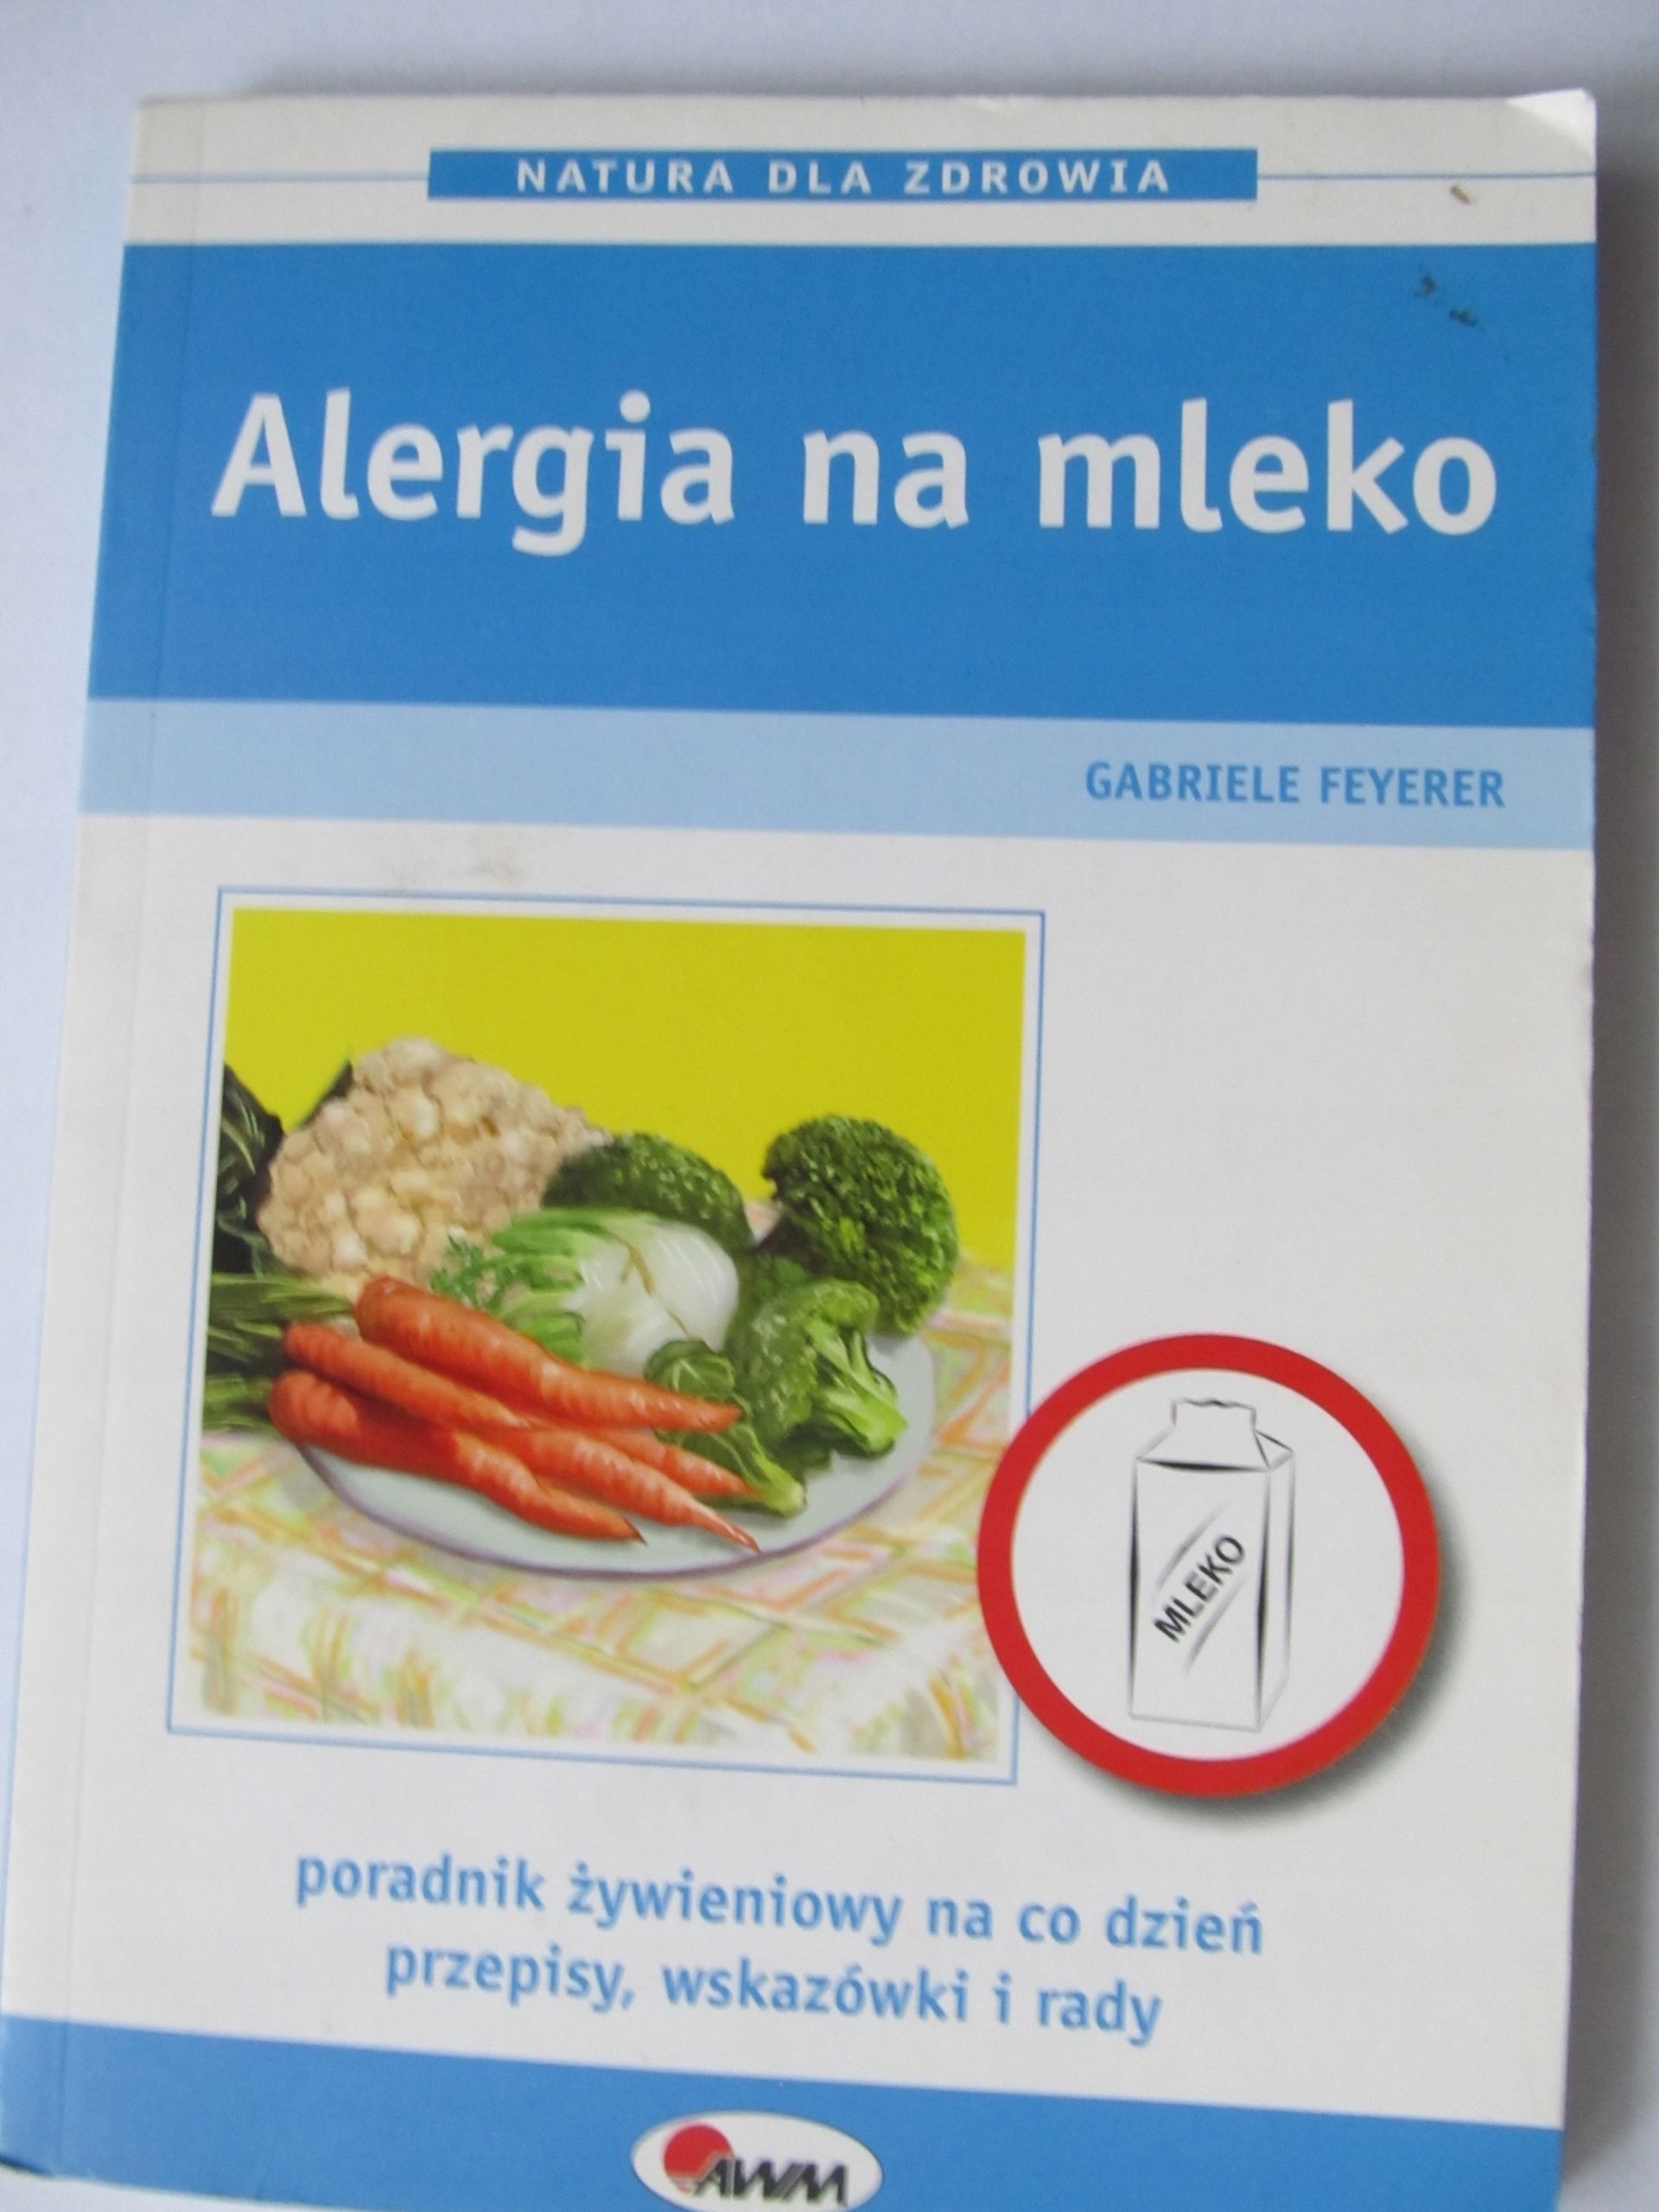 NATURA DLA ZDROWIA
Alergia na mleko
GABRIELE FEYERER
MLEKO
poradnik żywieniowy na co dzień
przepisy, wskazówki i rady
AWM